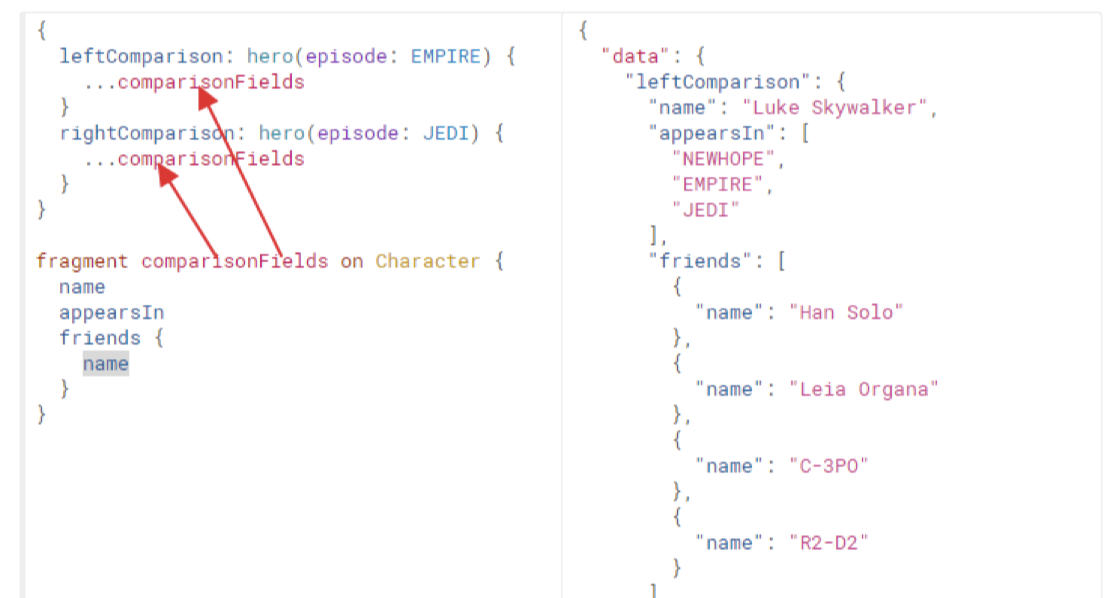 {
  leftComparison: hero(episode: EMPIRE) {
    ...comparisonFields
  }
  rightComparison: hero(episode: JEDI) {
    ...comparisonFields
  }
}

fragment comparisonFields on Character {
  name
  appearsIn
  friends {
    name
  }
}
{
  "data": {
    "leftComparison": {
      "name": "Luke Skywalker",
      "appearsIn": [
        "NEWHOPE",
        "EMPIRE",
        "JEDI"
      ],
      "friends": [
        {
          "name": "Han Solo"
        },
        {
          "name": "Leia Organa"
        },
        {
          "name": "C-3PO"
        },
        {
          "name": "R2-D2"
        }
      ]